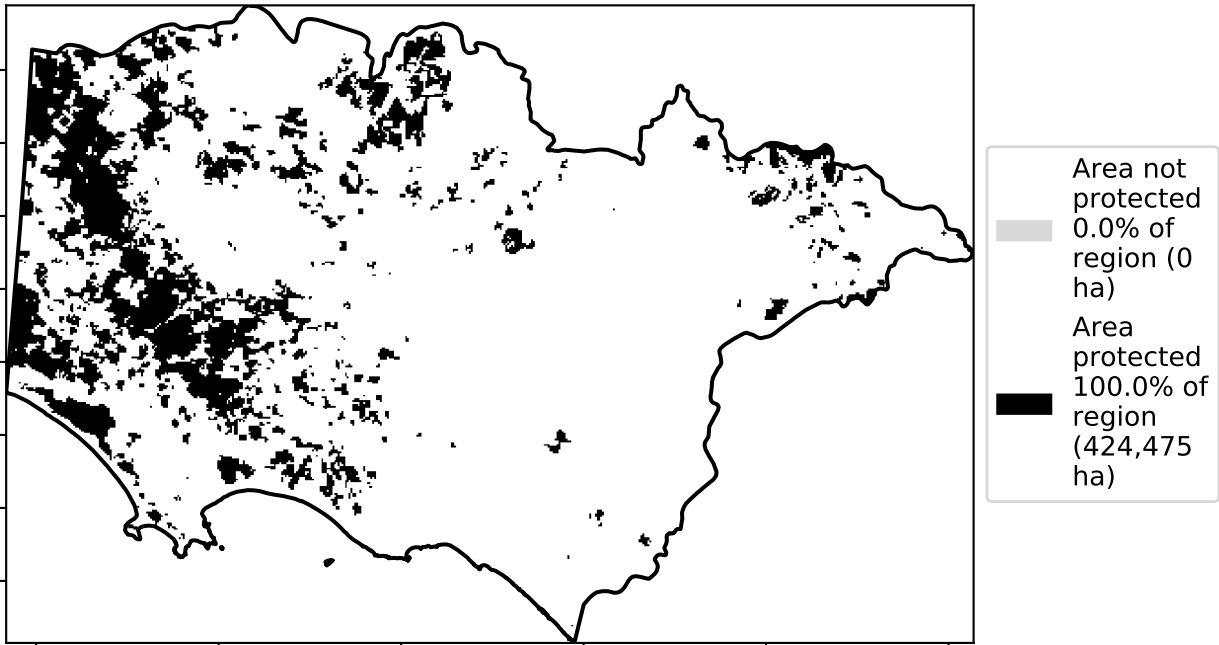 Area not
protected
0.0% of
region (0
ha)
Area
protected
100.0% of
region
(424,475
ha)